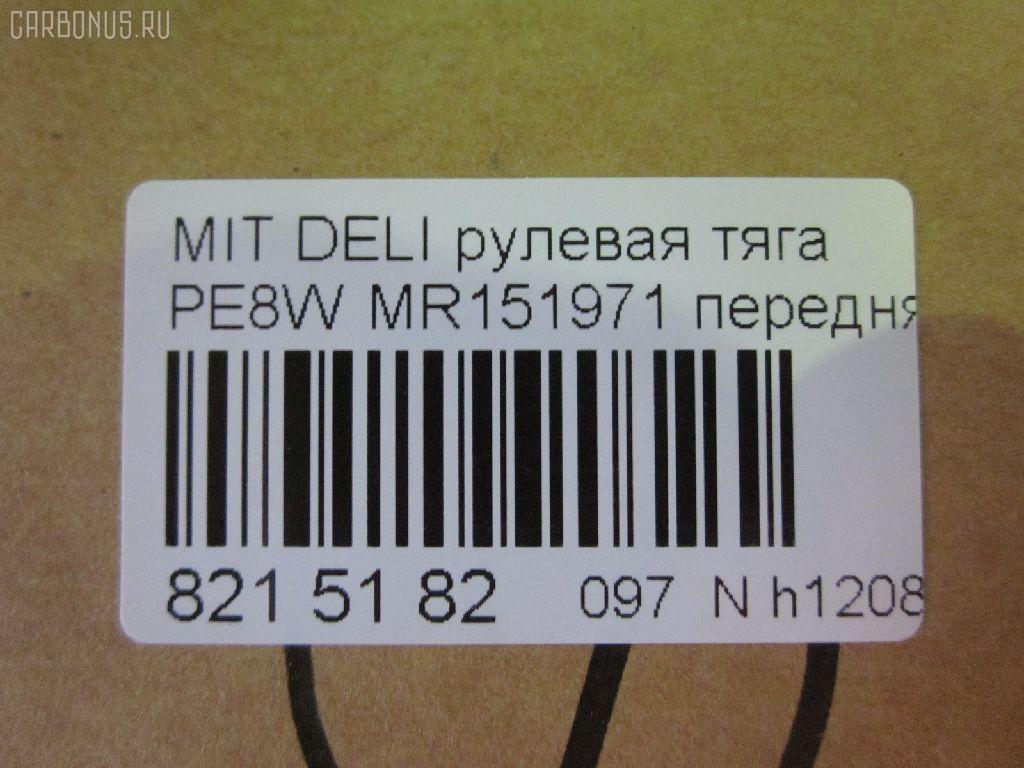 CARBONUS.RU
MIT DELI рулевая тяга
PE8W MR151971 передня
821 51 82 097 N h1208